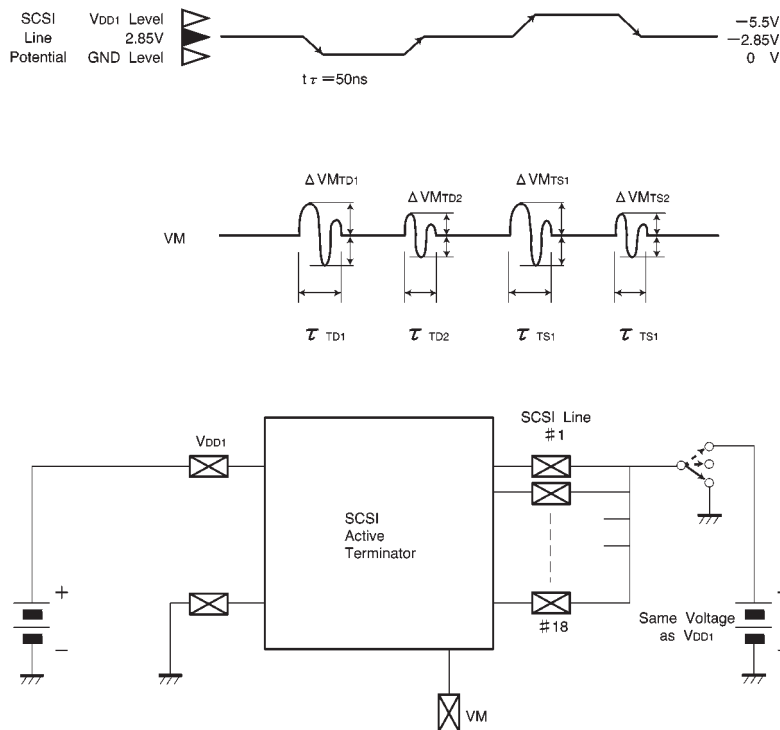 SCSI VDD1 Level
Line 2.85V
Potential GND Level
−5.5V
−2.85V
0 V
tτ=50ns
ΔVMTD1
ΔVMTD2
ΔVMTS1
ΔVMTS2
VM
τ TD1
τ TD2
τ TS1
τ TS1
SCSI Line
#1
VDD1
SCSI
Active
Terminator
+
−
#18
Same Voltage
as VDD1
+
−
VM